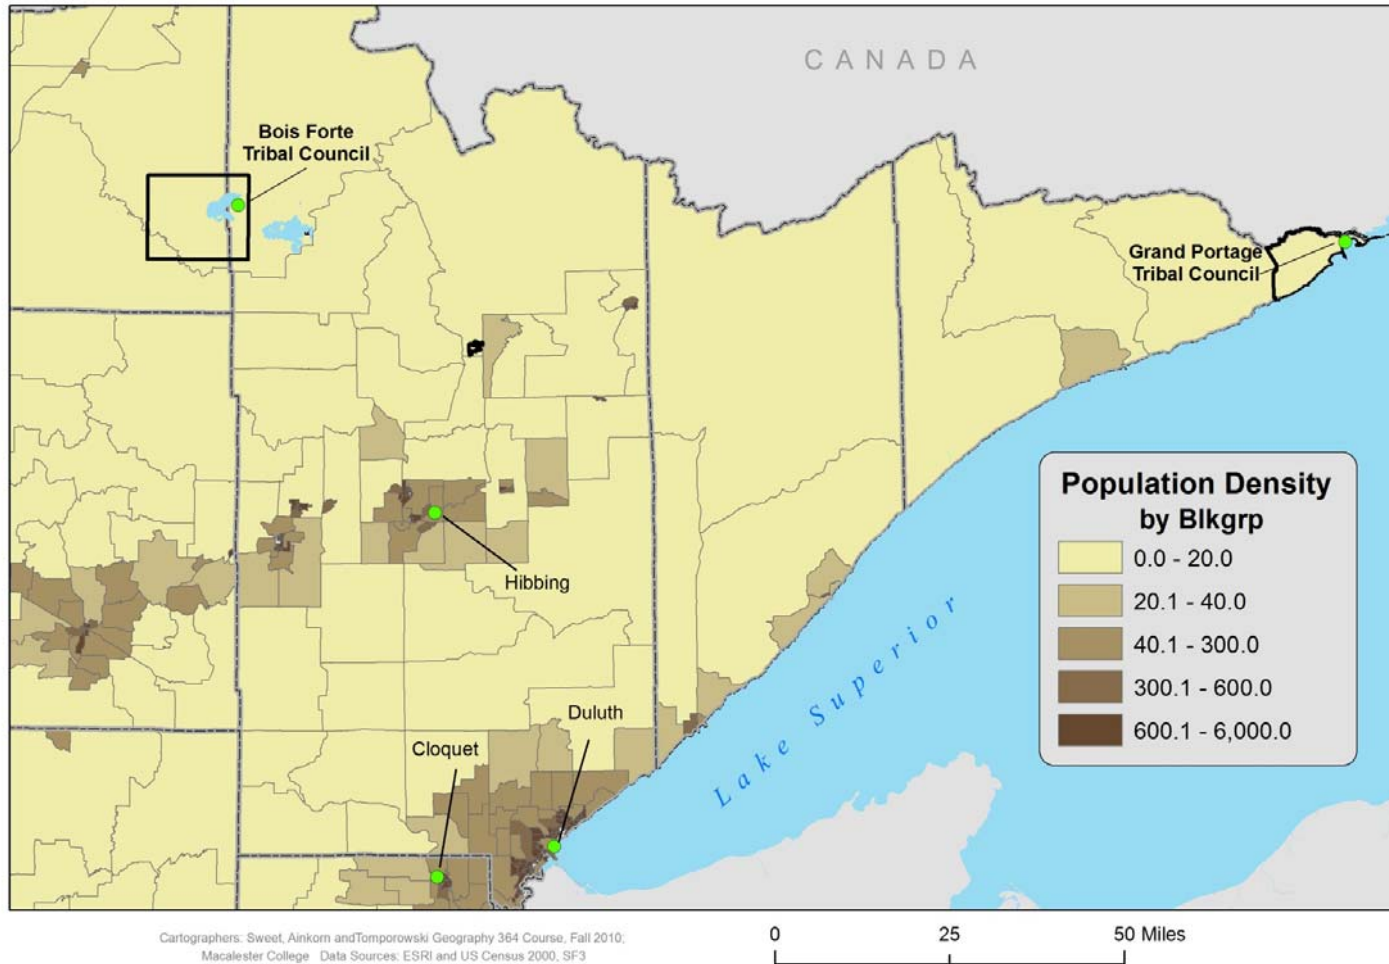 CANADA
Bois Forte
Tribal Council
Grand Portage
Tribal Council
Hibbing
Duluth
Cloquet
Lake Superior
Population Density
by Blkgrp
0.0 - 20.0
20.1 - 40.0
40.1 - 300.0
300.1 - 600.0
600.1 - 6,000.0
Cartographers: Sweet, Ainkorn andTomporowski Geography 364 Course, Fall 2010;
Macalester College Data Sources: ESRI and US Census 2000, SF3
0 25 50 Miles